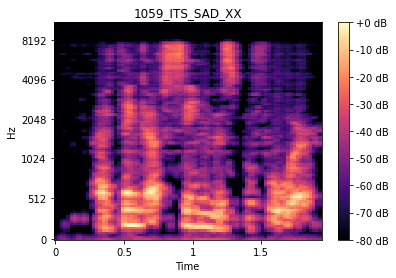 1059_ITS_SAD_XX
+0 dB
8192
-10 dB
4096
-20 dB
-30 dB
2048
Hz
-40 dB
1024
-50 dB
512
-60 dB
-70 dB
0
-80 dB
0
0.5
1
1.5
Time